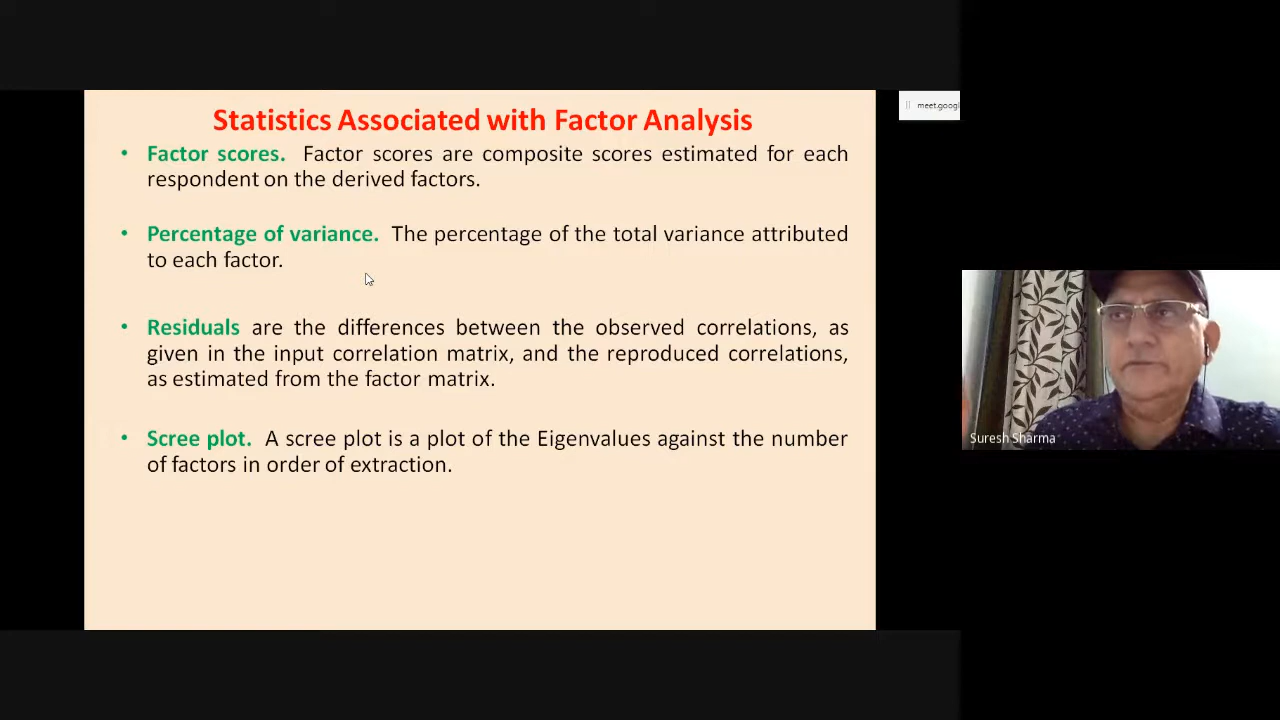 Statistics Associated with Factor Analysis
• Factor scores. Factor scores are composite scores estimated for each
respondent on the derived factors.
• Percentage of variance. The percentage of the total variance attributed
to each factor.
• Residuals are the differences between the observed correlations, as
given in the input correlation matrix, and the reproduced correlations,
as estimated from the factor matrix.
• Scree plot. A scree plot is a plot of the Eigenvalues against the number
of factors in order of extraction.
meet.googl
Suresh Sharma